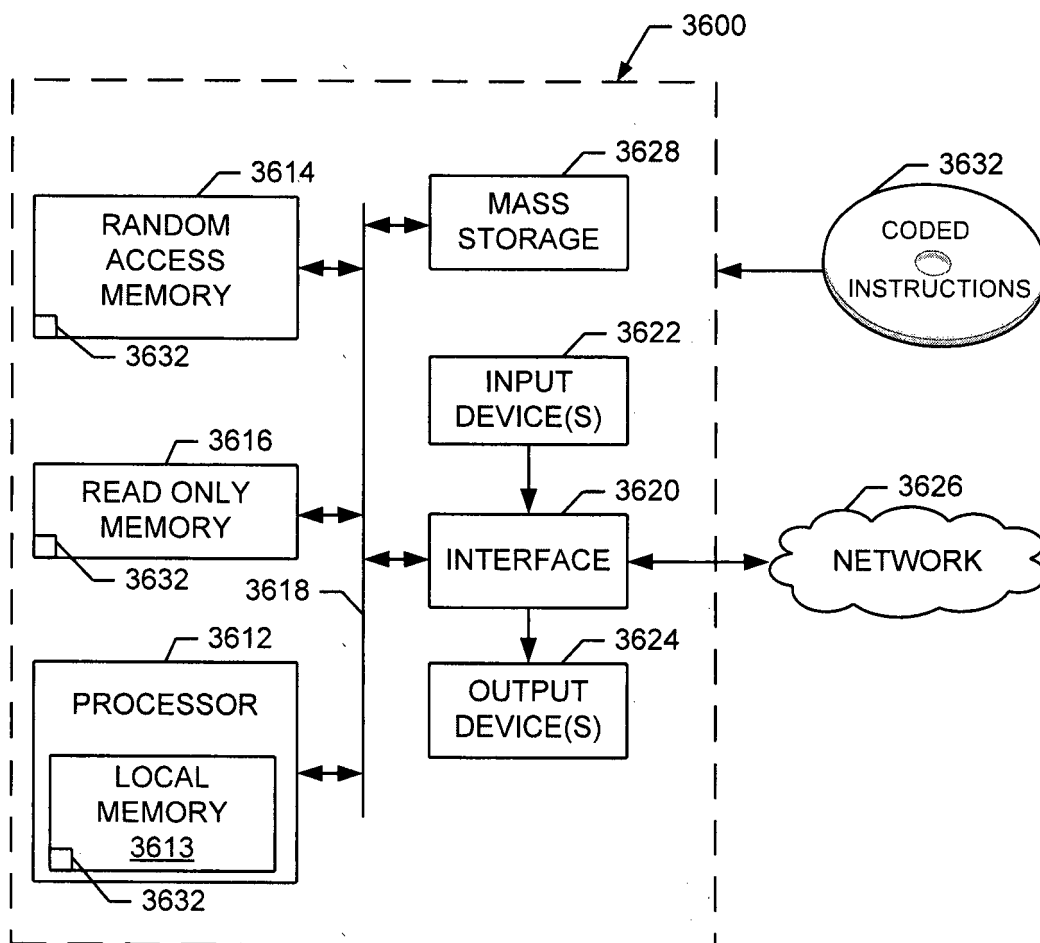 3600
3614
RANDOM
ACCESS
MEMORY
3632
3628
MASS
STORAGE
3632
CODED
INSTRUCTIONS
3622
INPUT
DEVICE(S)
3616
READ ONLY
MEMORY
3632
3618
3620
INTERFACE
3626
NETWORK
3612
PROCESSOR
LOCAL
MEMORY
3613
3632
3624
OUTPUT
DEVICE(S)